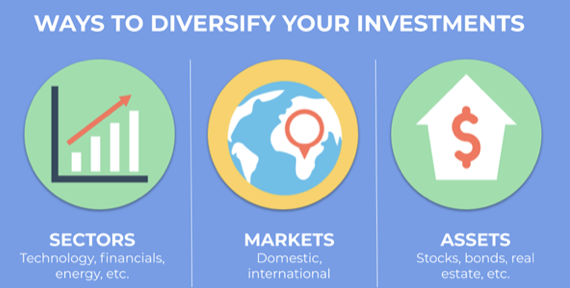 WAYS TO DIVERSIFY YOUR INVESTMENTS
SECTORS
Technology, financials,
energy, etc.
MARKETS
Domestic,
international
ASSETS
Stocks, bonds, real
estate, etc.
$